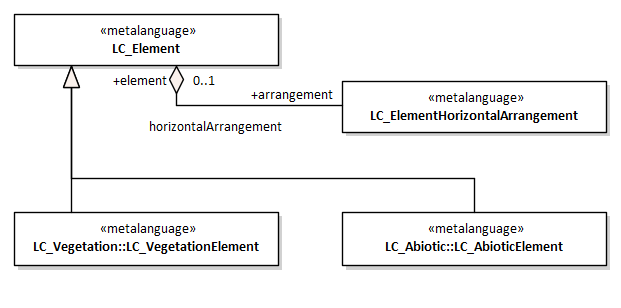 «metalanguage»
LC_Element
+element
0..1
+arrangement
horizontalArrangement
«metalanguage»
LC_ElementHorizontalArrangement
«metalanguage»
LC_Vegetation::LC_VegetationElement
«metalanguage»
LC_Abiotic::LC_AbioticElement